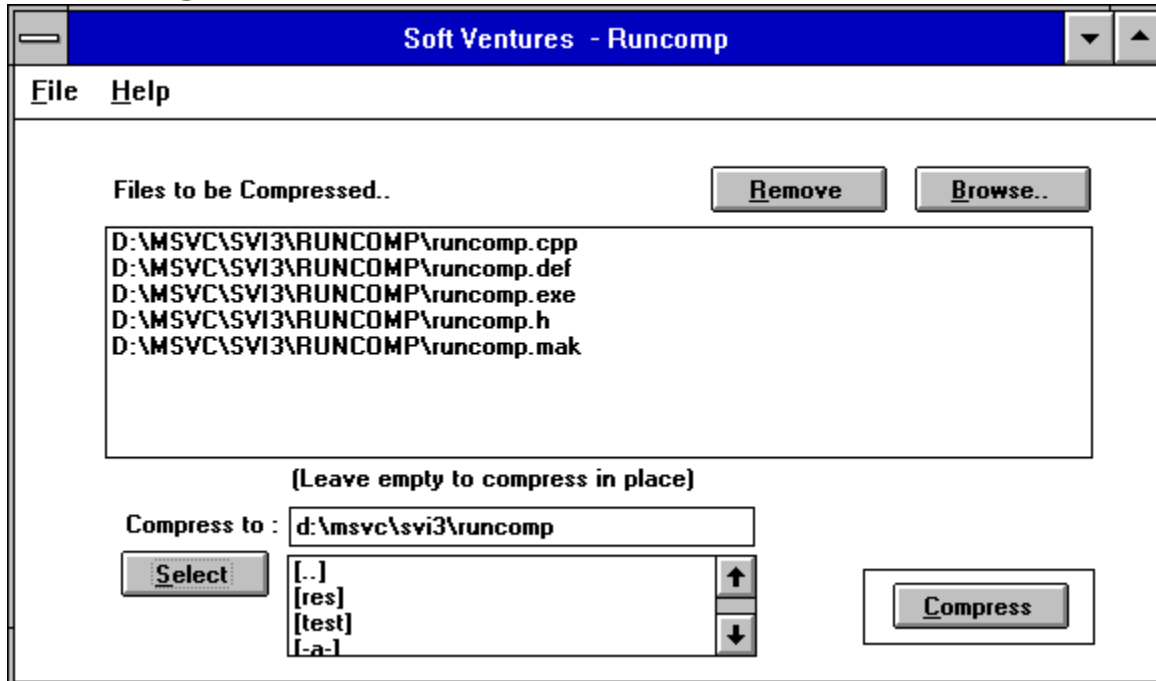 Soft Ventures - Runcomp
File Help
Files to be Compressed.. Remove Browse..
D:\MSVC\SVI3\RUNCOMP\runcomp.cpp
D:\MSVC\SVI3\RUNCOMP\runcomp.def
D:\MSVC\SVI3\RUNCOMP\runcomp.exe
D:\MSVC\SVI3\RUNCOMP\runcomp.h
D:\MSVC\SVI3\RUNCOMP\runcomp.mak
(Leave empty to compress in place)
Compress to : d:\msvc\svi3\runcomp
Select
[..]
[res]
[test]
[-a-]
Compress